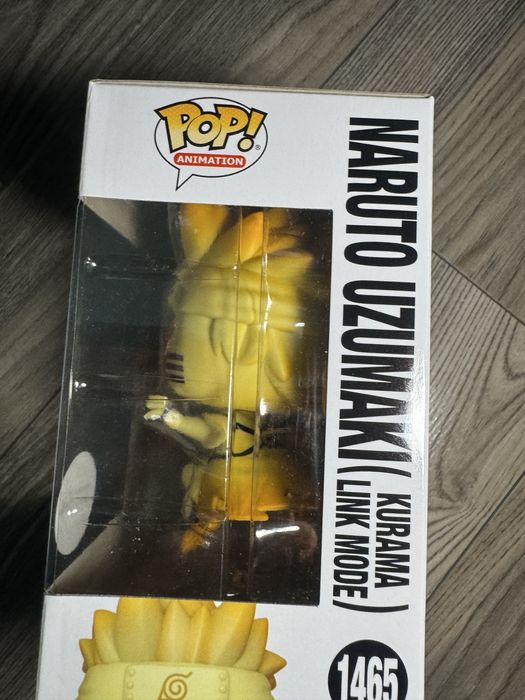 POP!
ANIMATION
NARUTO UZUMAKI (KURAMA
LINK MODE)
1465